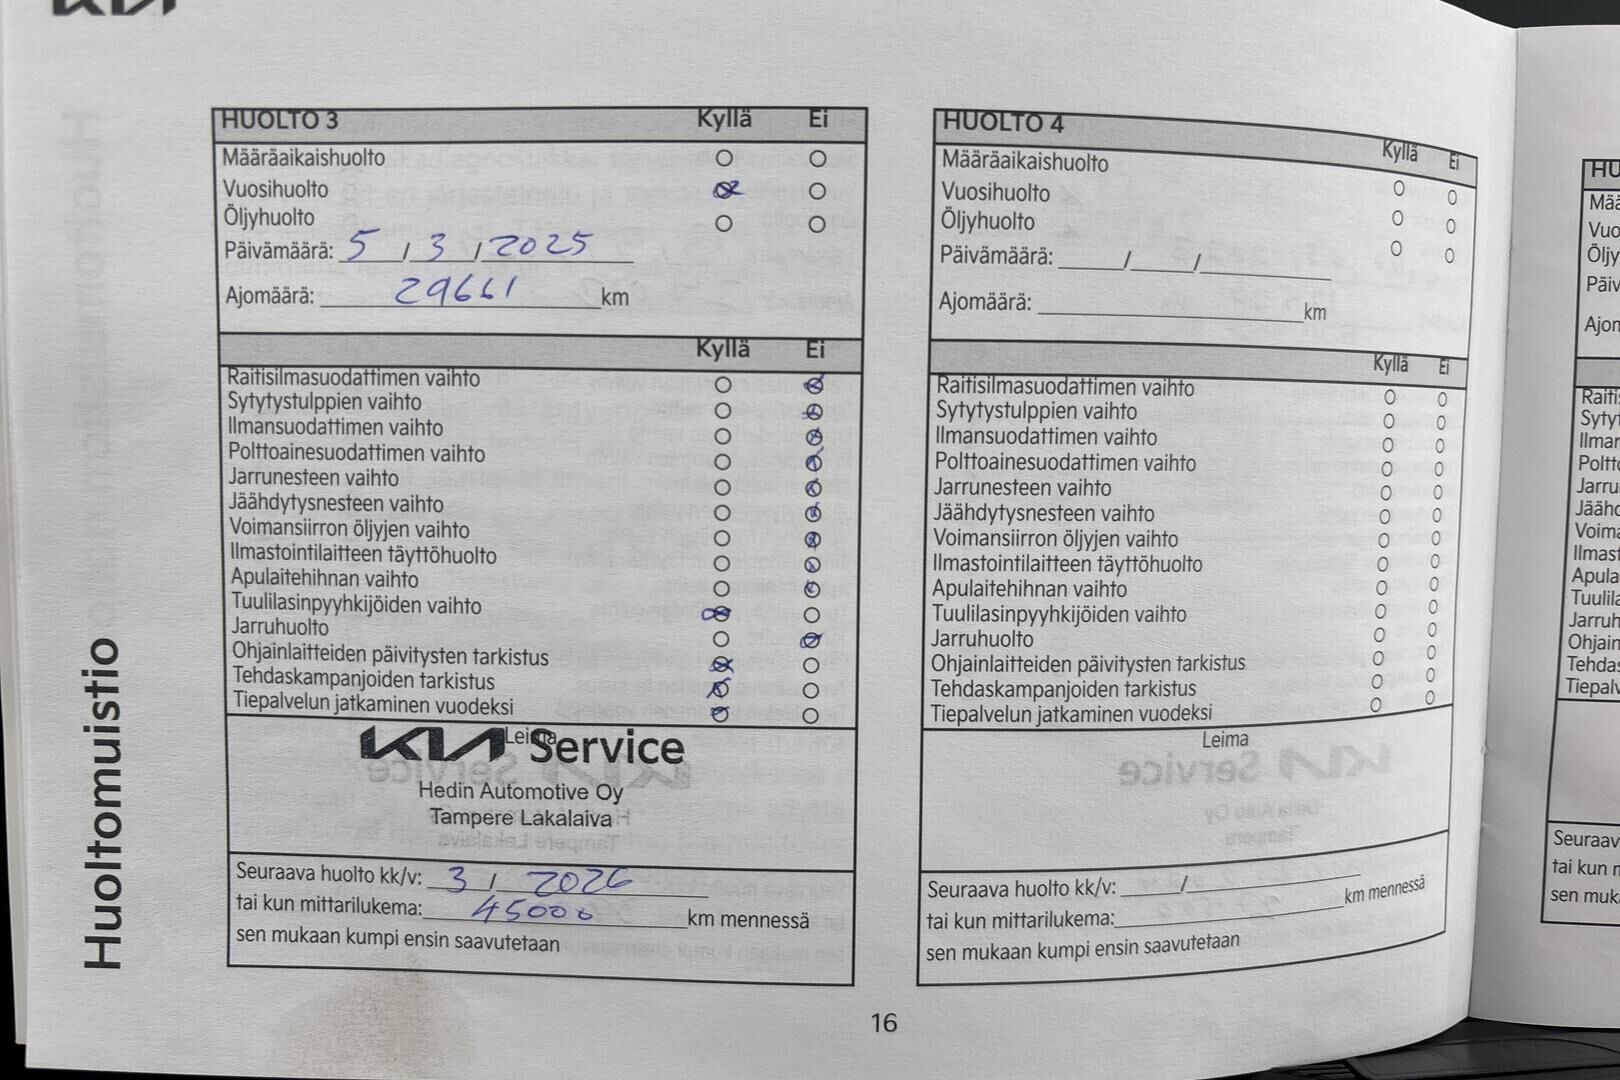 KIA
Huoltomuistio
HUOLTO 3 Kyllä Ei
Määräaikaishuolto
Vuosihuolto
Öljyhuolto
Päivämäärä: 5 / 3 / 2025
Ajomäärä: 29661 km
Kyllä Ei
Raitisilmasuodattimen vaihto
Sytytystulppien vaihto
Ilmansuodattimen vaihto
Polttoainesuodattimen vaihto
Jarrunesteen vaihto
Jäähdytysnesteen vaihto
Voimansiirron öljyjen vaihto
Ilmastointilaitteen täyttöhuolto
Apulaitehihnan vaihto
Tuulilasinpyyhkijöiden vaihto
Jarruhuolto
Ohjainlaitteiden päivitysten tarkistus
Tehdaskampanjoiden tarkistus
Tiepalvelun jatkaminen vuodeksi
Leima
KIA Service
Hedin Automotive Oy
Tampere Lakalaiva
Seuraava huolto kk/v: 3 / 2026
tai kun mittarilukema: 45000 km mennessä
sen mukaan kumpi ensin saavutetaan
HUOLTO 4 Kyllä Ei
Määräaikaishuolto
Vuosihuolto
Öljyhuolto
Päivämäärä: / /
Ajomäärä: km
Kyllä Ei
Raitisilmasuodattimen vaihto
Sytytystulppien vaihto
Ilmansuodattimen vaihto
Polttoainesuodattimen vaihto
Jarrunesteen vaihto
Jäähdytysnesteen vaihto
Voimansiirron öljyjen vaihto
Ilmastointilaitteen täyttöhuolto
Apulaitehihnan vaihto
Tuulilasinpyyhkijöiden vaihto
Jarruhuolto
Ohjainlaitteiden päivitysten tarkistus
Tehdaskampanjoiden tarkistus
Tiepalvelun jatkaminen vuodeksi
Leima
Seuraava huolto kk/v: /
tai kun mittarilukema: km mennessä
sen mukaan kumpi ensin saavutetaan
16